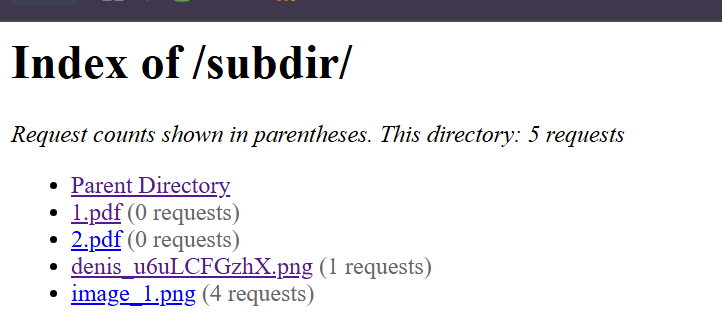 Index of /subdir/
Request counts shown in parentheses. This directory: 5 requests
Parent Directory
1.pdf (0 requests)
2.pdf (0 requests)
denis_u6uLCFGzhX.png (1 requests)
image_1.png (4 requests)